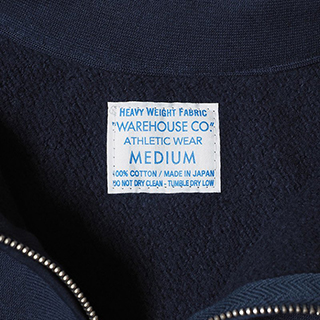 HEAVY WEIGHT FABRIC
"WAREHOUSE CO."
ATHLETIC WEAR
MEDIUM
100% COTTON / MADE IN JAPAN
DO NOT DRY CLEAN - TUMBLE DRY LOW